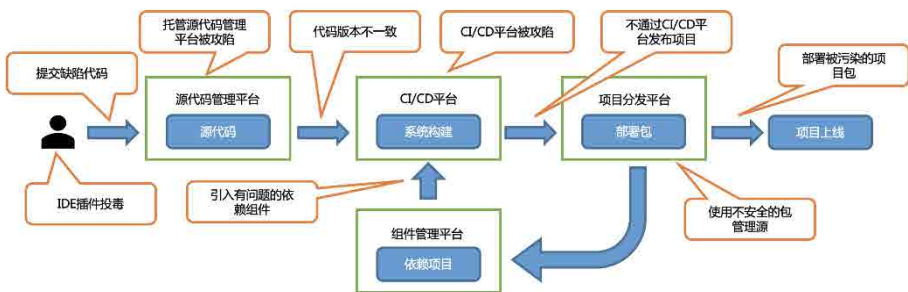 托管源代码管理
平台被攻陷
代码版本不一致
CI/CD平台被攻陷
不通过CI/CD平
台发布项目
部署被污染的项
目包
提交缺陷代码
源代码管理平台
源代码
CI/CD平台
系统构建
项目分发平台
部署包
项目上线
IDE插件投毒
引入有问题的依
赖组件
使用不安全的包
管理源
组件管理平台
依赖项目